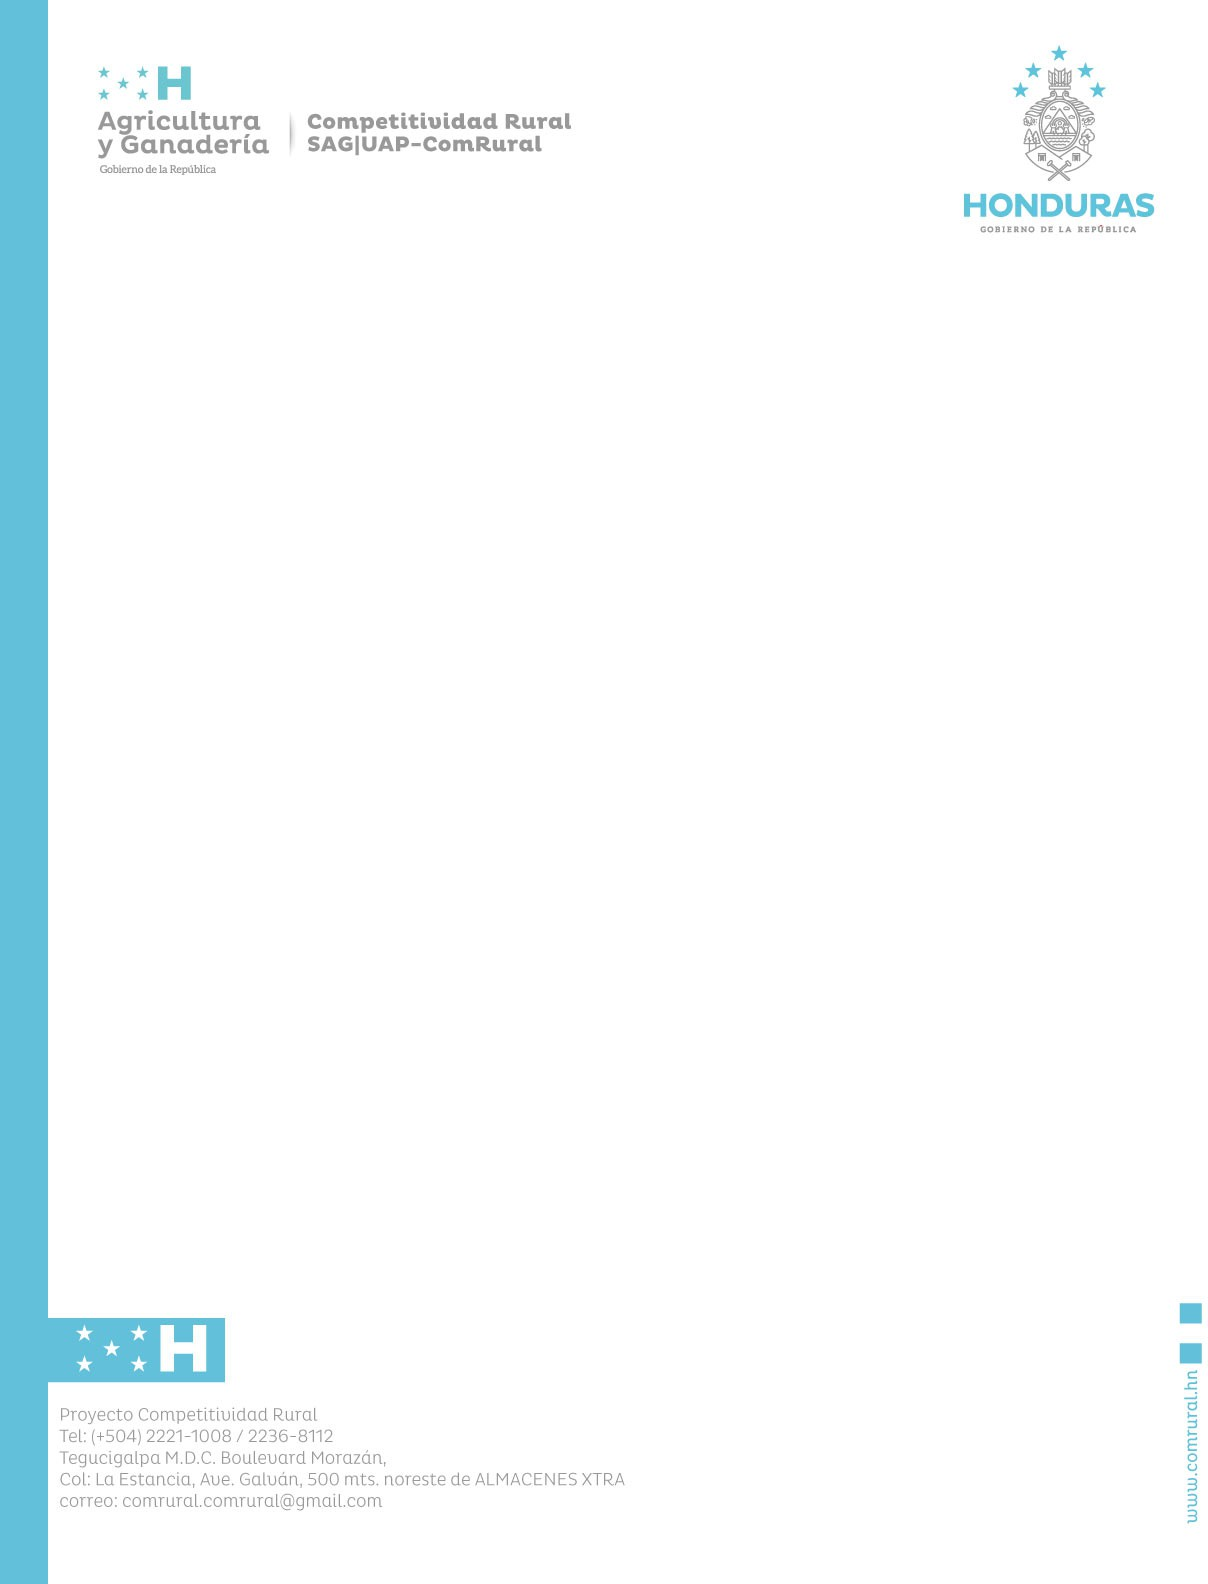 H
Agricultura
y Ganadería
Gobierno de la República
Competitividad Rural
SAG|UAP-ComRural
HONDURAS
GOBIERNO DE LA REPÚBLICA
H
Proyecto Competitividad Rural
Tel: (+504) 2221-1008 / 2236-8112
Tegucigalpa M.D.C. Boulevard Morazán,
Col: La Estancia, Ave. Galván, 500 mts. noreste de ALMACENES XTRA
correo: comrural.comrural@gmail.com
www.comrural.hn